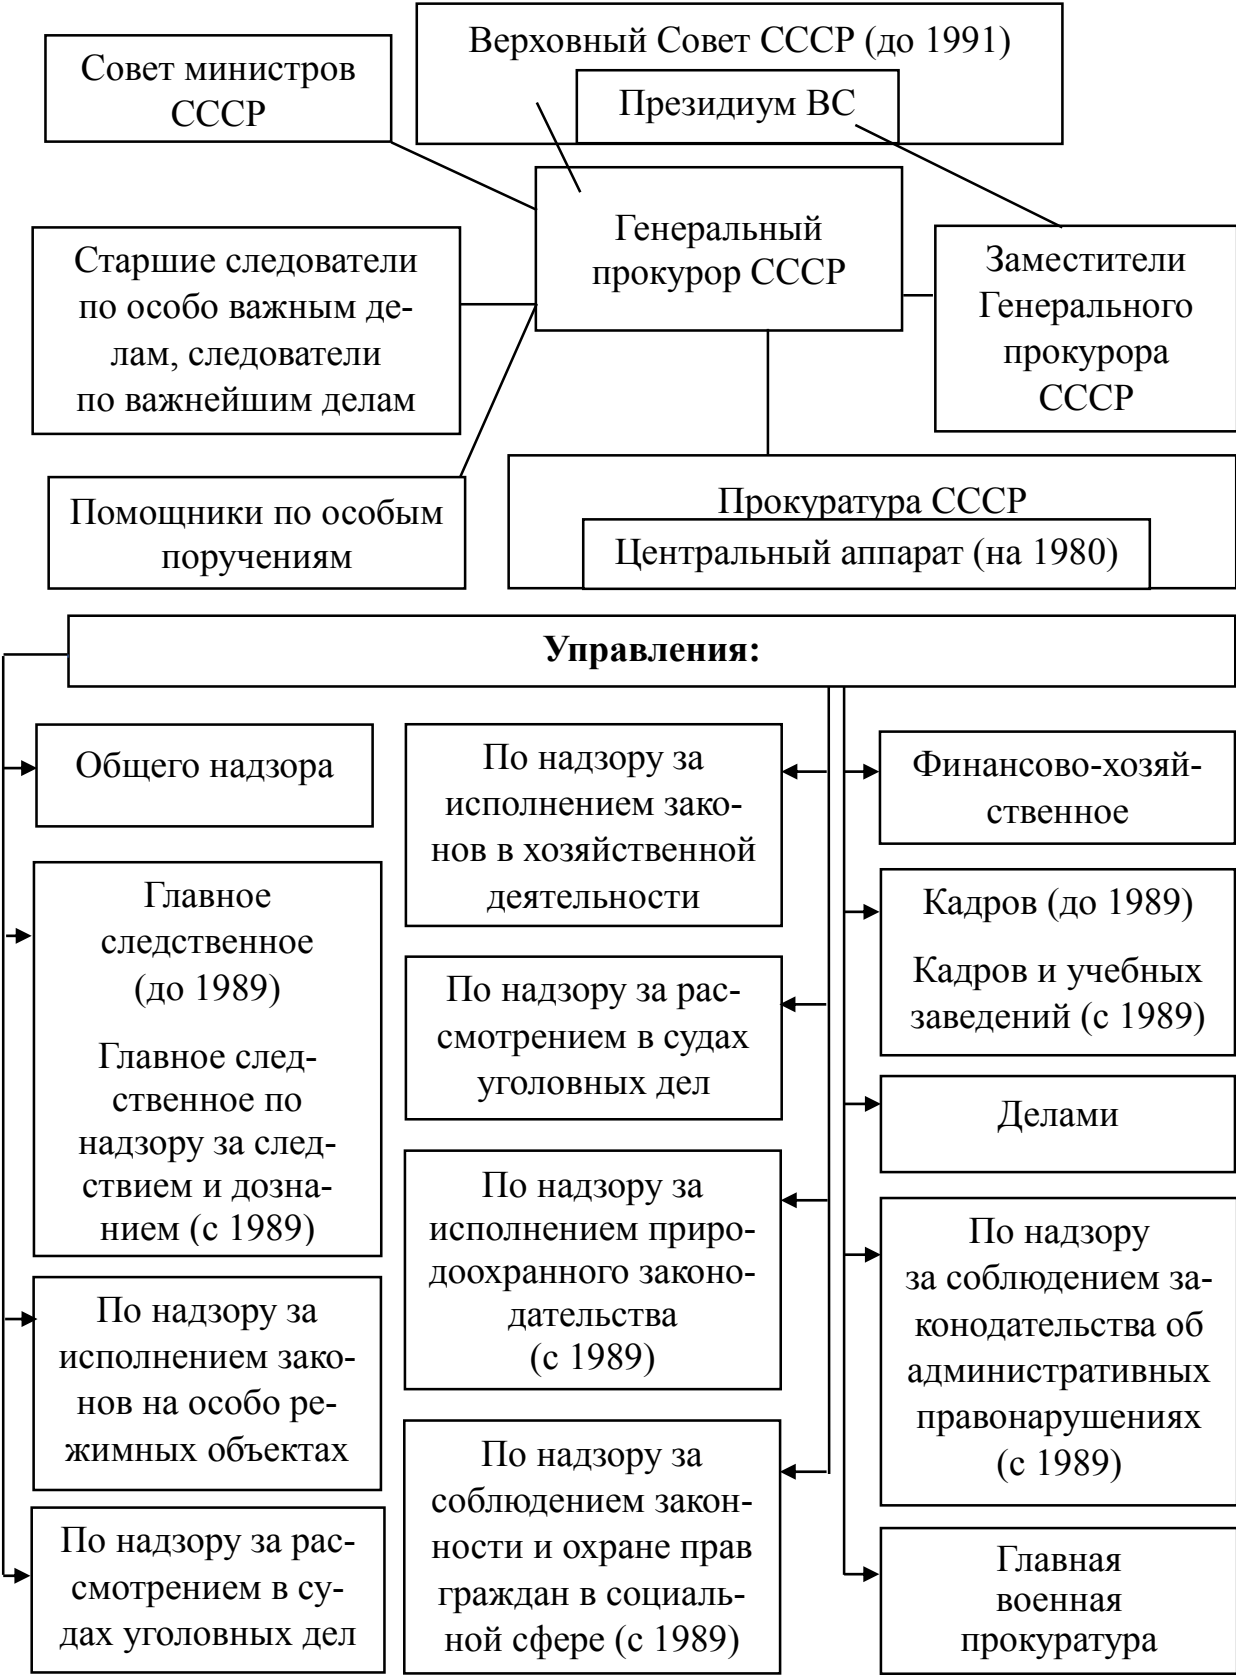 Верховный Совет СССР (до 1991)
Президиум ВС
Совет министров
СССР
Генеральный
прокурор СССР
Старшие следователи
по особо важным де-
лам, следователи
по важнейшим делам
Заместители
Генерального
прокурора
СССР
Помощники по особым
поручениям
Прокуратура СССР
Центральный аппарат (на 1980)
Управления:
Общего надзора
Главное
следственное
(до 1989)
Главное след-
ственное по
надзору за след-
ствием и дозна-
нием (с 1989)
По надзору за
исполнением зако-
нов на особо ре-
жимных объектах
По надзору за рас-
смотрением в су-
дах уголовных дел
По надзору за
исполнением зако-
нов в хозяйственной
деятельности
По надзору за рас-
смотрением в судах
уголовных дел
По надзору за
исполнением приро-
доохранного законо-
дательства
(с 1989)
По надзору за
соблюдением закон-
ности и охране прав
граждан в социаль-
ной сфере (с 1989)
Финансово-хозяй-
ственное
Кадров (до 1989)
Кадров и учебных
заведений (с 1989)
Делами
По надзору
за соблюдением за-
конодательства об
административных
правонарушениях
(с 1989)
Главная
военная
прокуратура